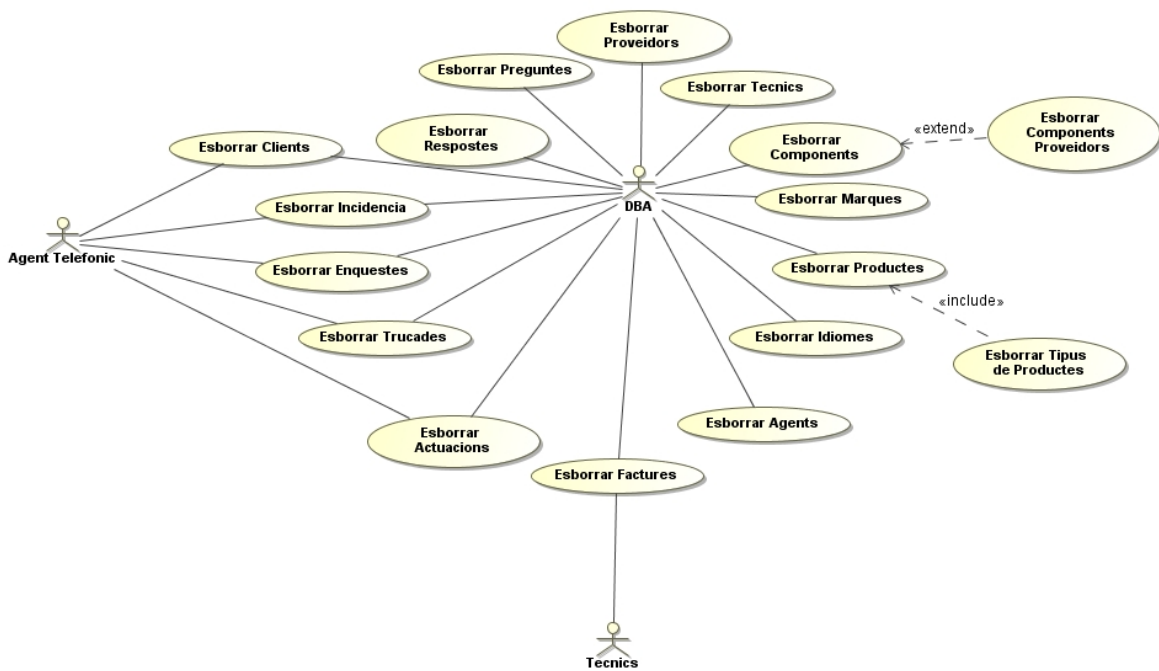 Esborrar
Proveidors
Esborrar Preguntes
Esborrar Tecnics
Esborrar
Respostes
Esborrar
Components
«extend»
Esborrar
Components
Proveidors
Esborrar Clients
Esborrar Marques
DBA
Esborrar Incidencia
Agent Telefonic
Esborrar Enquestes
Esborrar Productes
«include»
Esborrar Trucades
Esborrar Idiomes
Esborrar Tipus
de Productes
Esborrar Agents
Esborrar
Actuacions
Esborrar Factures
Tecnics